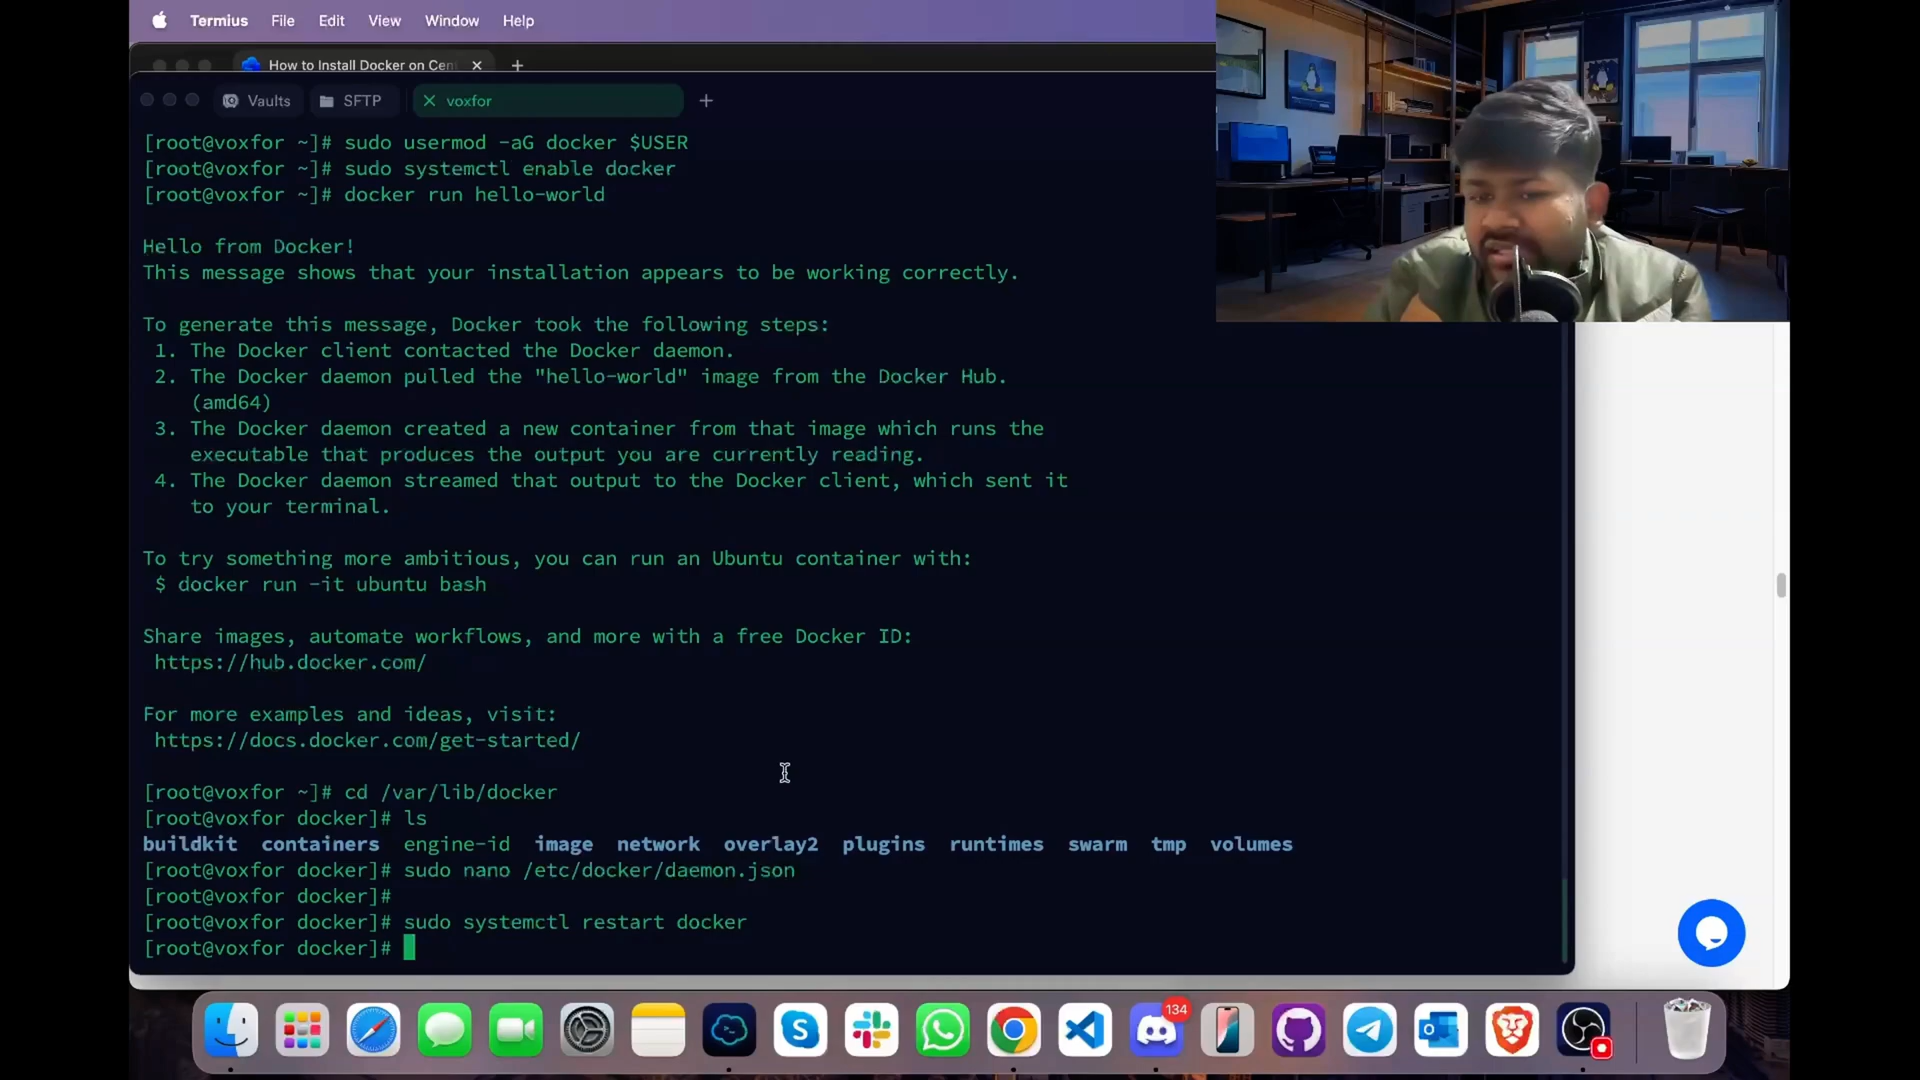 Termius File Edit View Window Help
How to Install Docker on Cen
Vaults SFTP voxfor
[root@voxfor ~]# sudo usermod -aG docker $USER
[root@voxfor ~]# sudo systemctl enable docker
[root@voxfor ~]# docker run hello-world
Hello from Docker!
This message shows that your installation appears to be working correctly.
To generate this message, Docker took the following steps:
1. The Docker client contacted the Docker daemon.
2. The Docker daemon pulled the "hello-world" image from the Docker Hub.
(amd64)
3. The Docker daemon created a new container from that image which runs the
executable that produces the output you are currently reading.
4. The Docker daemon streamed that output to the Docker client, which sent it
to your terminal.
To try something more ambitious, you can run an Ubuntu container with:
$ docker run -it ubuntu bash
Share images, automate workflows, and more with a free Docker ID:
https://hub.docker.com/
For more examples and ideas, visit:
https://docs.docker.com/get-started/
[root@voxfor ~]# cd /var/lib/docker
[root@voxfor docker]# ls
buildkit containers engine-id image network overlay2 plugins runtimes swarm tmp volumes
[root@voxfor docker]# sudo nano /etc/docker/daemon.json
[root@voxfor docker]#
[root@voxfor docker]# sudo systemctl restart docker
[root@voxfor docker]#
134